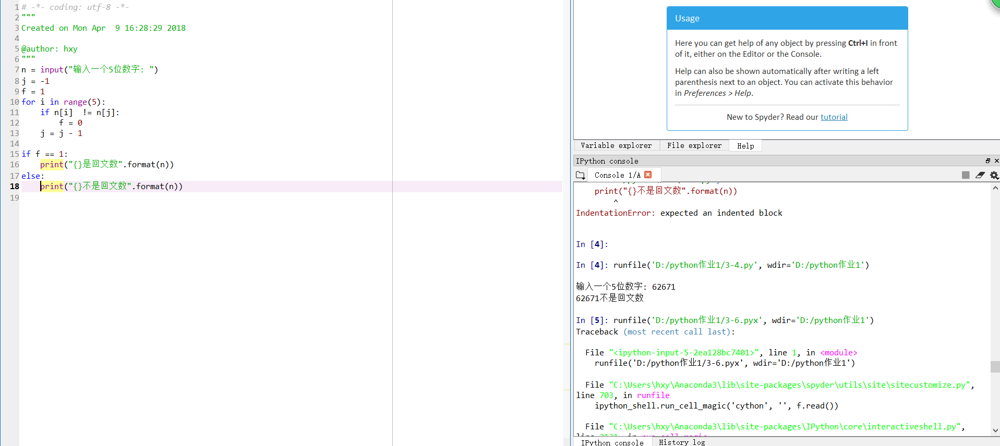 1 # -*- coding: utf-8 -*-
2 """
3 Created on Mon Apr  9 16:28:29 2018
4
5 @author: hxy
6 """
7 n = input("输入一个5位数字: ")
8 j = -1
9 f = 1
10 for i in range(5):
11     if n[i]  != n[j]:
12         f = 0
13     j = j - 1
14
15 if f == 1:
16     print("{}是回文数".format(n))
17 else:
18     print("{}不是回文数".format(n))
19
Usage
Here you can get help of any object by pressing Ctrl+I in front
of it, either on the Editor or the Console.
Help can also be shown automatically after writing a left
parenthesis next to an object. You can activate this behavior
in Preferences > Help.
New to Spyder? Read our tutorial
Variable explorer File explorer Help
IPython console
Console 1/A
print("{}不是回文数".format(n))
^
IndentationError: expected an indented block
In [4]:
In [4]: runfile('D:/python作业1/3-4.py', wdir='D:/python作业1')
输入一个5位数字: 62671
62671不是回文数
In [5]: runfile('D:/python作业1/3-6.pyx', wdir='D:/python作业1')
Traceback (most recent call last):
File "<ipython-input-5-2ea128bc7401>", line 1, in <module>
runfile('D:/python作业1/3-6.pyx', wdir='D:/python作业1')
File "C:\Users\hxy\Anaconda3\lib\site-packages\spyder\utils\site\sitecustomize.py",
line 703, in runfile
ipython_shell.run_cell_magic('cython', '', f.read())
File "C:\Users\hxy\Anaconda3\lib\site-packages\IPython\core\interactiveshell.py",
IPython console History log